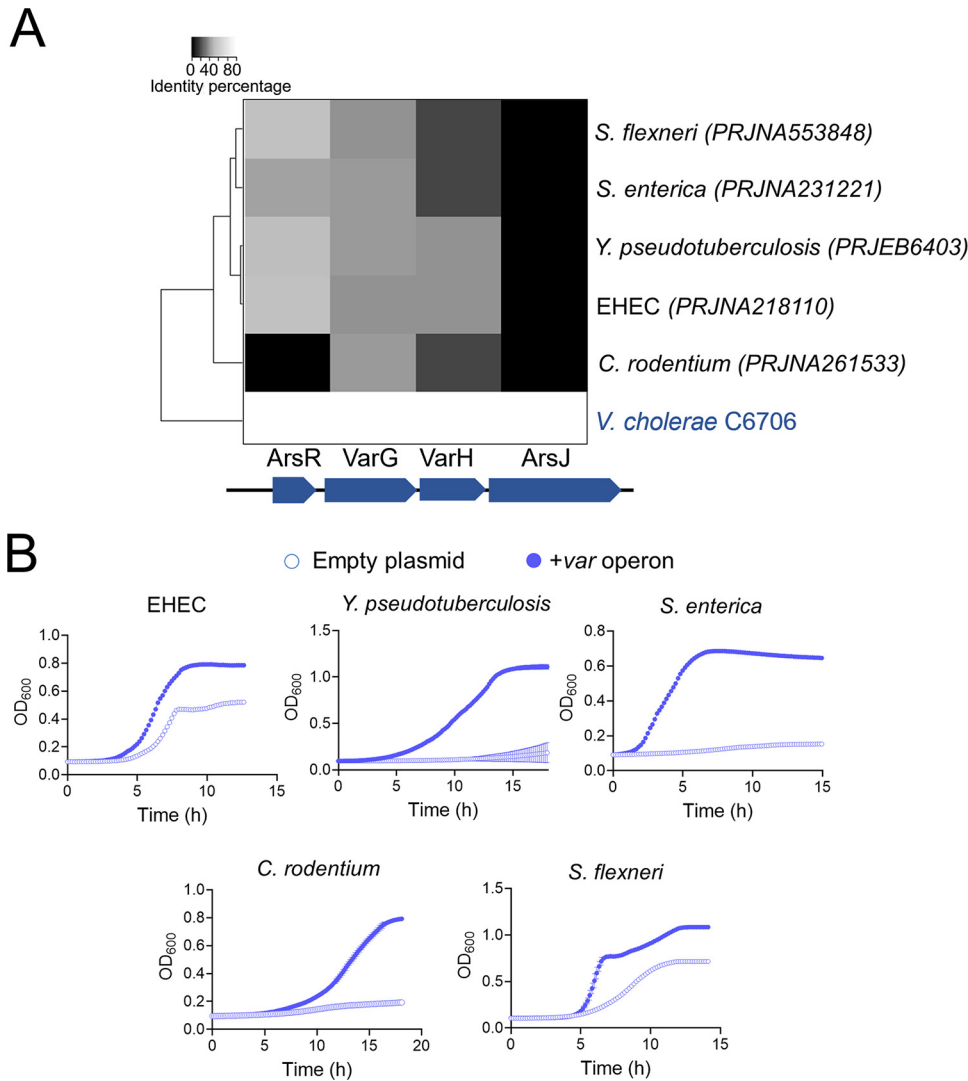 A
0 40 80
Identity percentage
S. flexneri (PRJNA553848)
S. enterica (PRJNA231221)
Y. pseudotuberculosis (PRJEB6403)
EHEC (PRJNA218110)
C. rodentium (PRJNA261533)
V. cholerae C6706
ArsR VarG VarH ArsJ
B
Empty plasmid +var operon
EHEC
1.0
0.8
0.6
0.4
0.2
0.0
OD600
0 5 10 15
Time (h)
Y. pseudotuberculosis
1.5
1.0
0.5
0.0
OD600
0 5 10 15
Time (h)
S. enterica
0.8
0.6
0.4
0.2
0.0
OD600
0 5 10 15
Time (h)
C. rodentium
1.0
0.8
0.6
0.4
0.2
0.0
OD600
0 5 10 15 20
Time (h)
S. flexneri
1.5
1.0
0.5
0.0
OD600
0 5 10 15
Time (h)